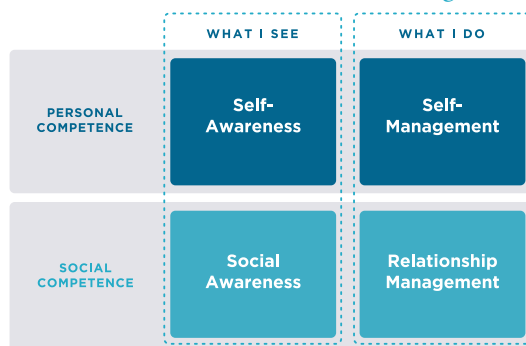 WHAT I SEE
WHAT I DO
PERSONAL
COMPETENCE
Self-
Awareness
Self-
Management
SOCIAL
COMPETENCE
Social
Awareness
Relationship
Management